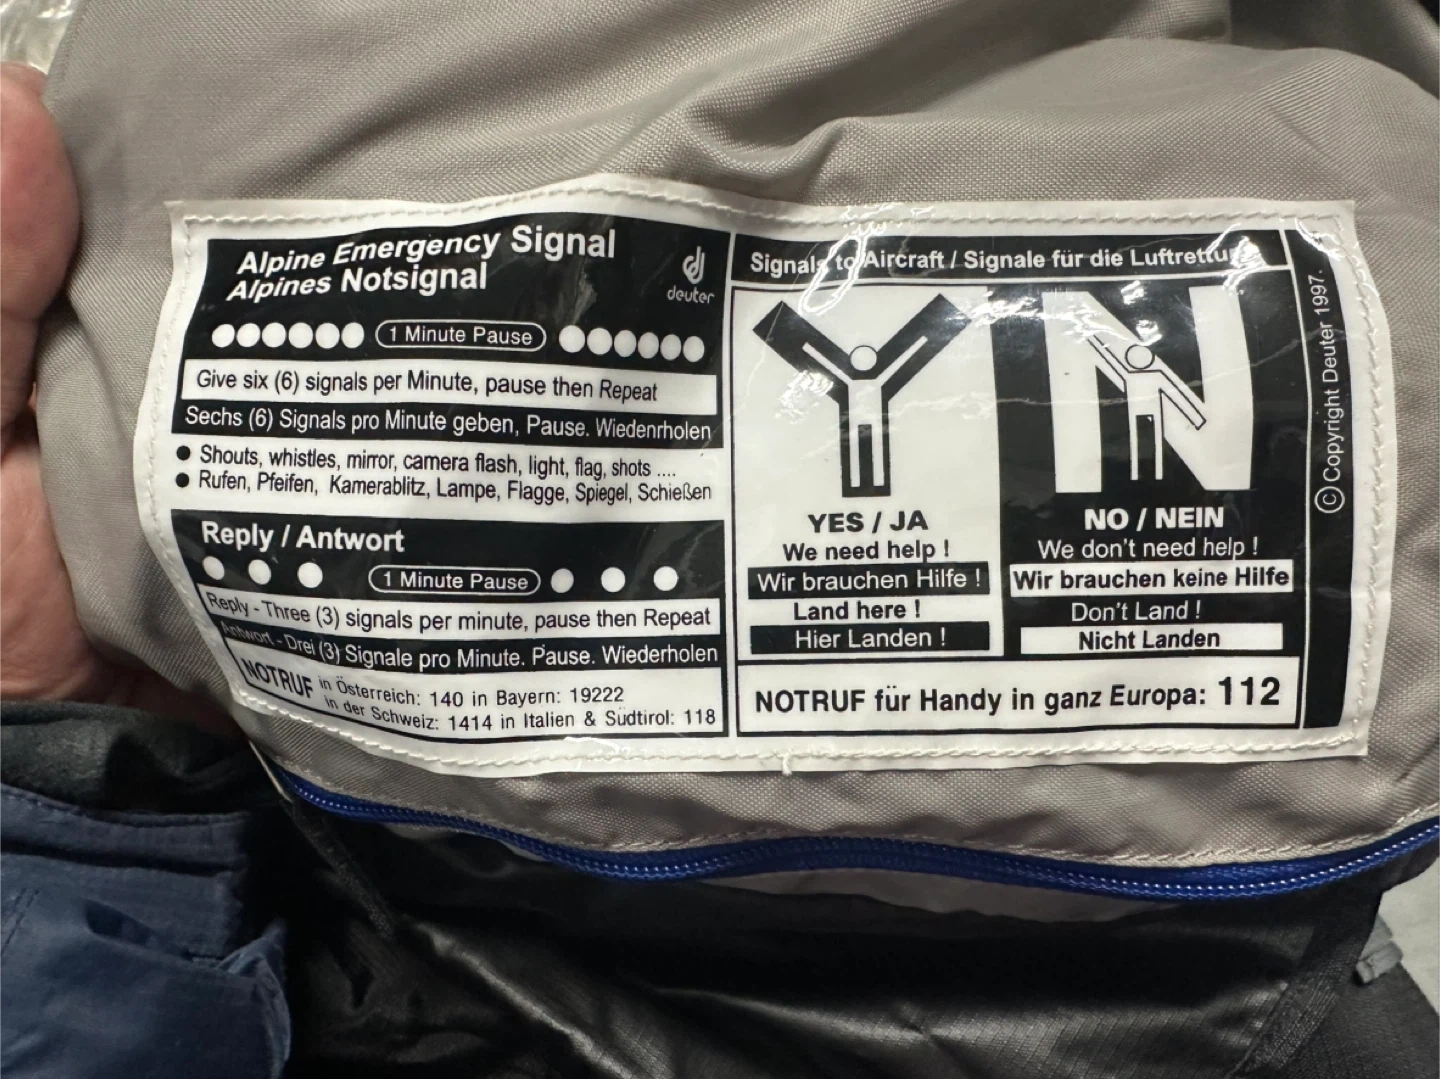 Alpine Emergency Signal
Alpines Notsignal
deuter
1 Minute Pause
Give six (6) signals per Minute, pause then Repeat
Sechs (6) Signals pro Minute geben, Pause. Wiedenrholen
● Shouts, whistles, mirror, camera flash, light, flag, shots ....
● Rufen, Pfeifen, Kamerablitz, Lampe, Flagge, Spiegel, Schießen
Reply / Antwort
1 Minute Pause
Reply - Three (3) signals per minute, pause then Repeat
Antwort - Drei (3) Signale pro Minute. Pause. Wiederholen
NOTRUF in Österreich: 140 in Bayern: 19222
in der Schweiz: 1414 in Italien & Südtirol: 118
Signals to Aircraft / Signale für die Luftrettung
Y N
YES / JA
We need help !
Wir brauchen Hilfe !
Land here !
Hier Landen !
NO / NEIN
We don't need help !
Wir brauchen keine Hilfe
Don't Land !
Nicht Landen
NOTRUF für Handy in ganz Europa: 112
© Copyright Deuter 1997.